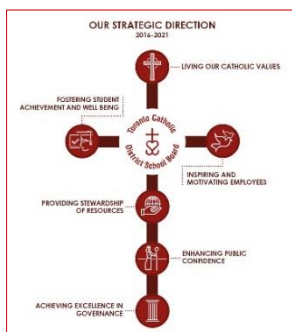 OUR STRATEGIC DIRECTION
2016-2021
LIVING OUR CATHOLIC VALUES
FOSTERING STUDENT
ACHIEVEMENT AND WELL BEING
Toronto Catholic
District School Board
INSPIRING AND
MOTIVATING EMPLOYEES
PROVIDING STEWARDSHIP
OF RESOURCES
ENHANCING PUBLIC
CONFIDENCE
ACHIEVING EXCELLENCE IN
GOVERNANCE